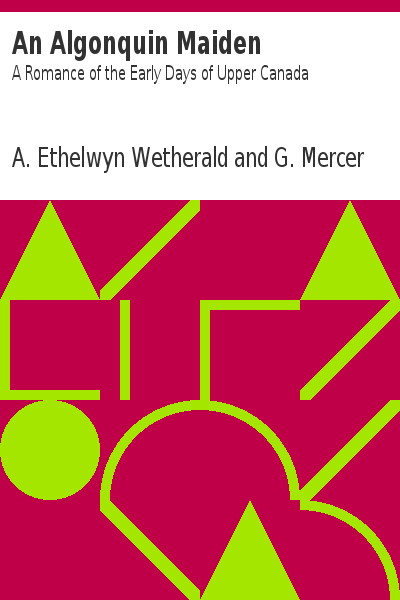 An Algonquin Maiden
A Romance of the Early Days of Upper Canada
A. Ethelwyn Wetherald and G. Mercer